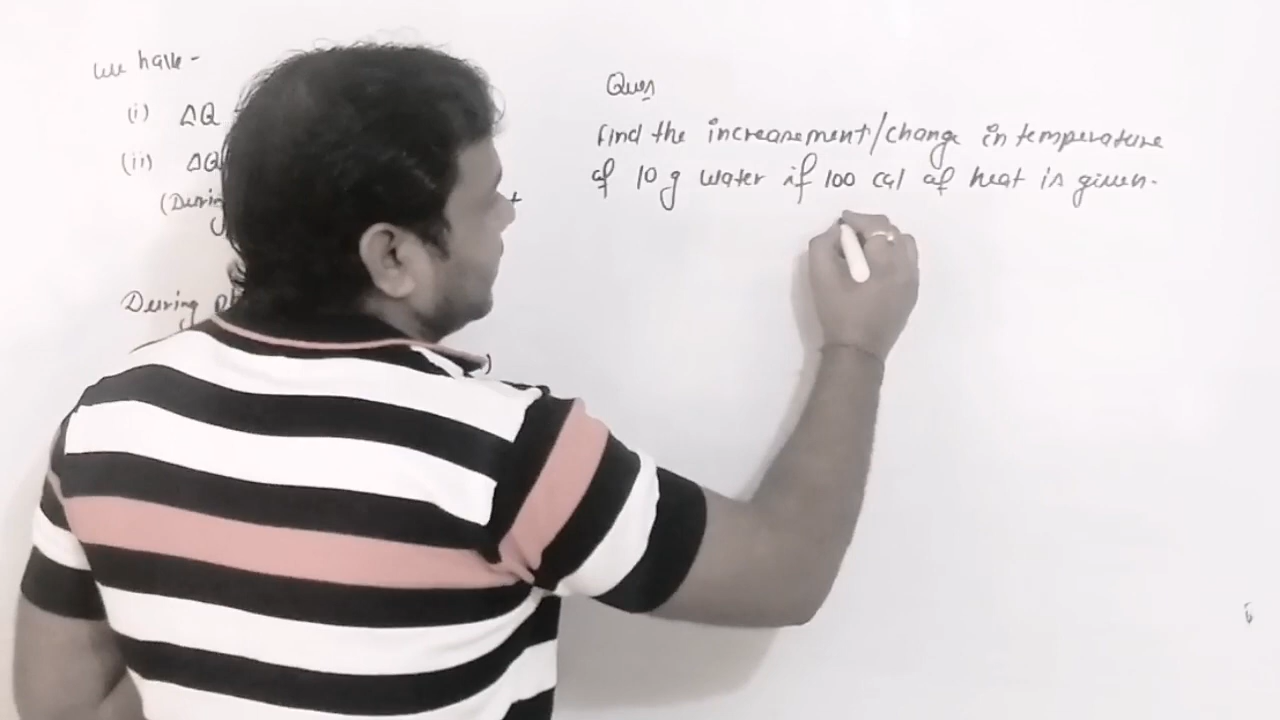 we have -
(i) ΔQ
(ii) ΔQ
(During
During
Ques
Find the increasement/change in temperature
of 10 g water if 100 cal of heat is given.